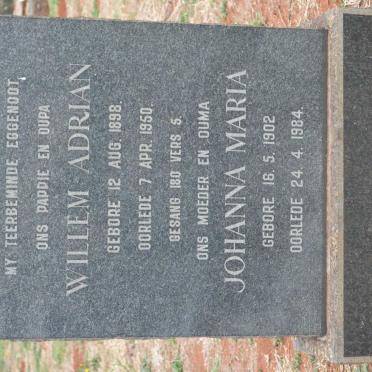 MY TEERBEMINDE EGGENOOT
ONS PAPPIE EN OUPA
WILLEM ADRIAN
GEBORE 12 AUG 1898.
OORLEDE 7 APR. 1950.
GESANG 180 VERS 5.
ONS MOEDER EN OUMA
JOHANNA MARIA
GEBORE 16. 5. 1902
OORLEDE 24. 4. 1984.